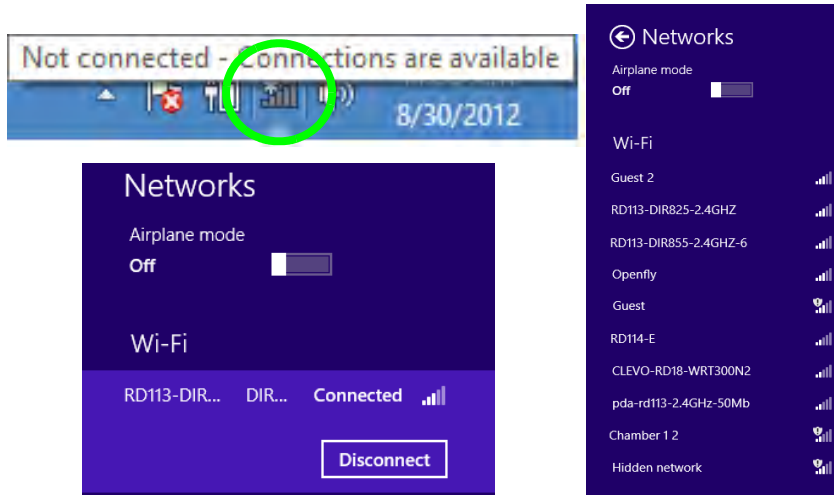 Not connected - Connections are available
8/30/2012
Networks
Airplane mode
Off
Wi-Fi
RD113-DIR... DIR... Connected
Disconnect
Networks
Airplane mode
Off
Wi-Fi
Guest 2
RD113-DIR825-2.4GHZ
RD113-DIR855-2.4GHZ-6
Openfly
Guest
RD114-E
CLEVO-RD18-WRT300N2
pda-rd113-2.4GHz-50Mb
Chamber 1 2
Hidden network